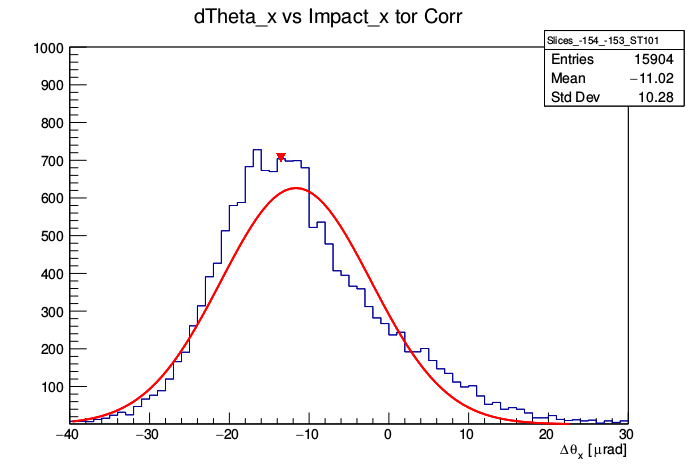 dTheta_x vs Impact_x tor Corr
Slices_-154_-153_ST101
Entries 15904
Mean −11.02
Std Dev 10.28
1000
900
800
700
600
500
400
300
200
100
−40 −30 −20 −10 0 10 20 30
Δθx [μrad]